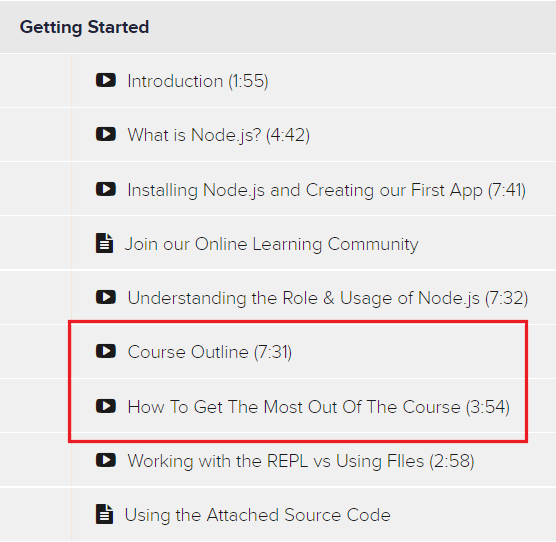 Getting Started
Introduction (1:55)
What is Node.js? (4:42)
Installing Node.js and Creating our First App (7:41)
Join our Online Learning Community
Understanding the Role & Usage of Node.js (7:32)
Course Outline (7:31)
How To Get The Most Out Of The Course (3:54)
Working with the REPL vs Using FIles (2:58)
Using the Attached Source Code